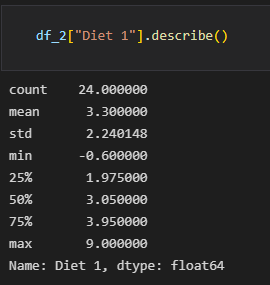 df_2["Diet 1"].describe()
count    24.000000
mean      3.300000
std       2.240148
min      -0.600000
25%       1.975000
50%       3.050000
75%       3.950000
max       9.000000
Name: Diet 1, dtype: float64